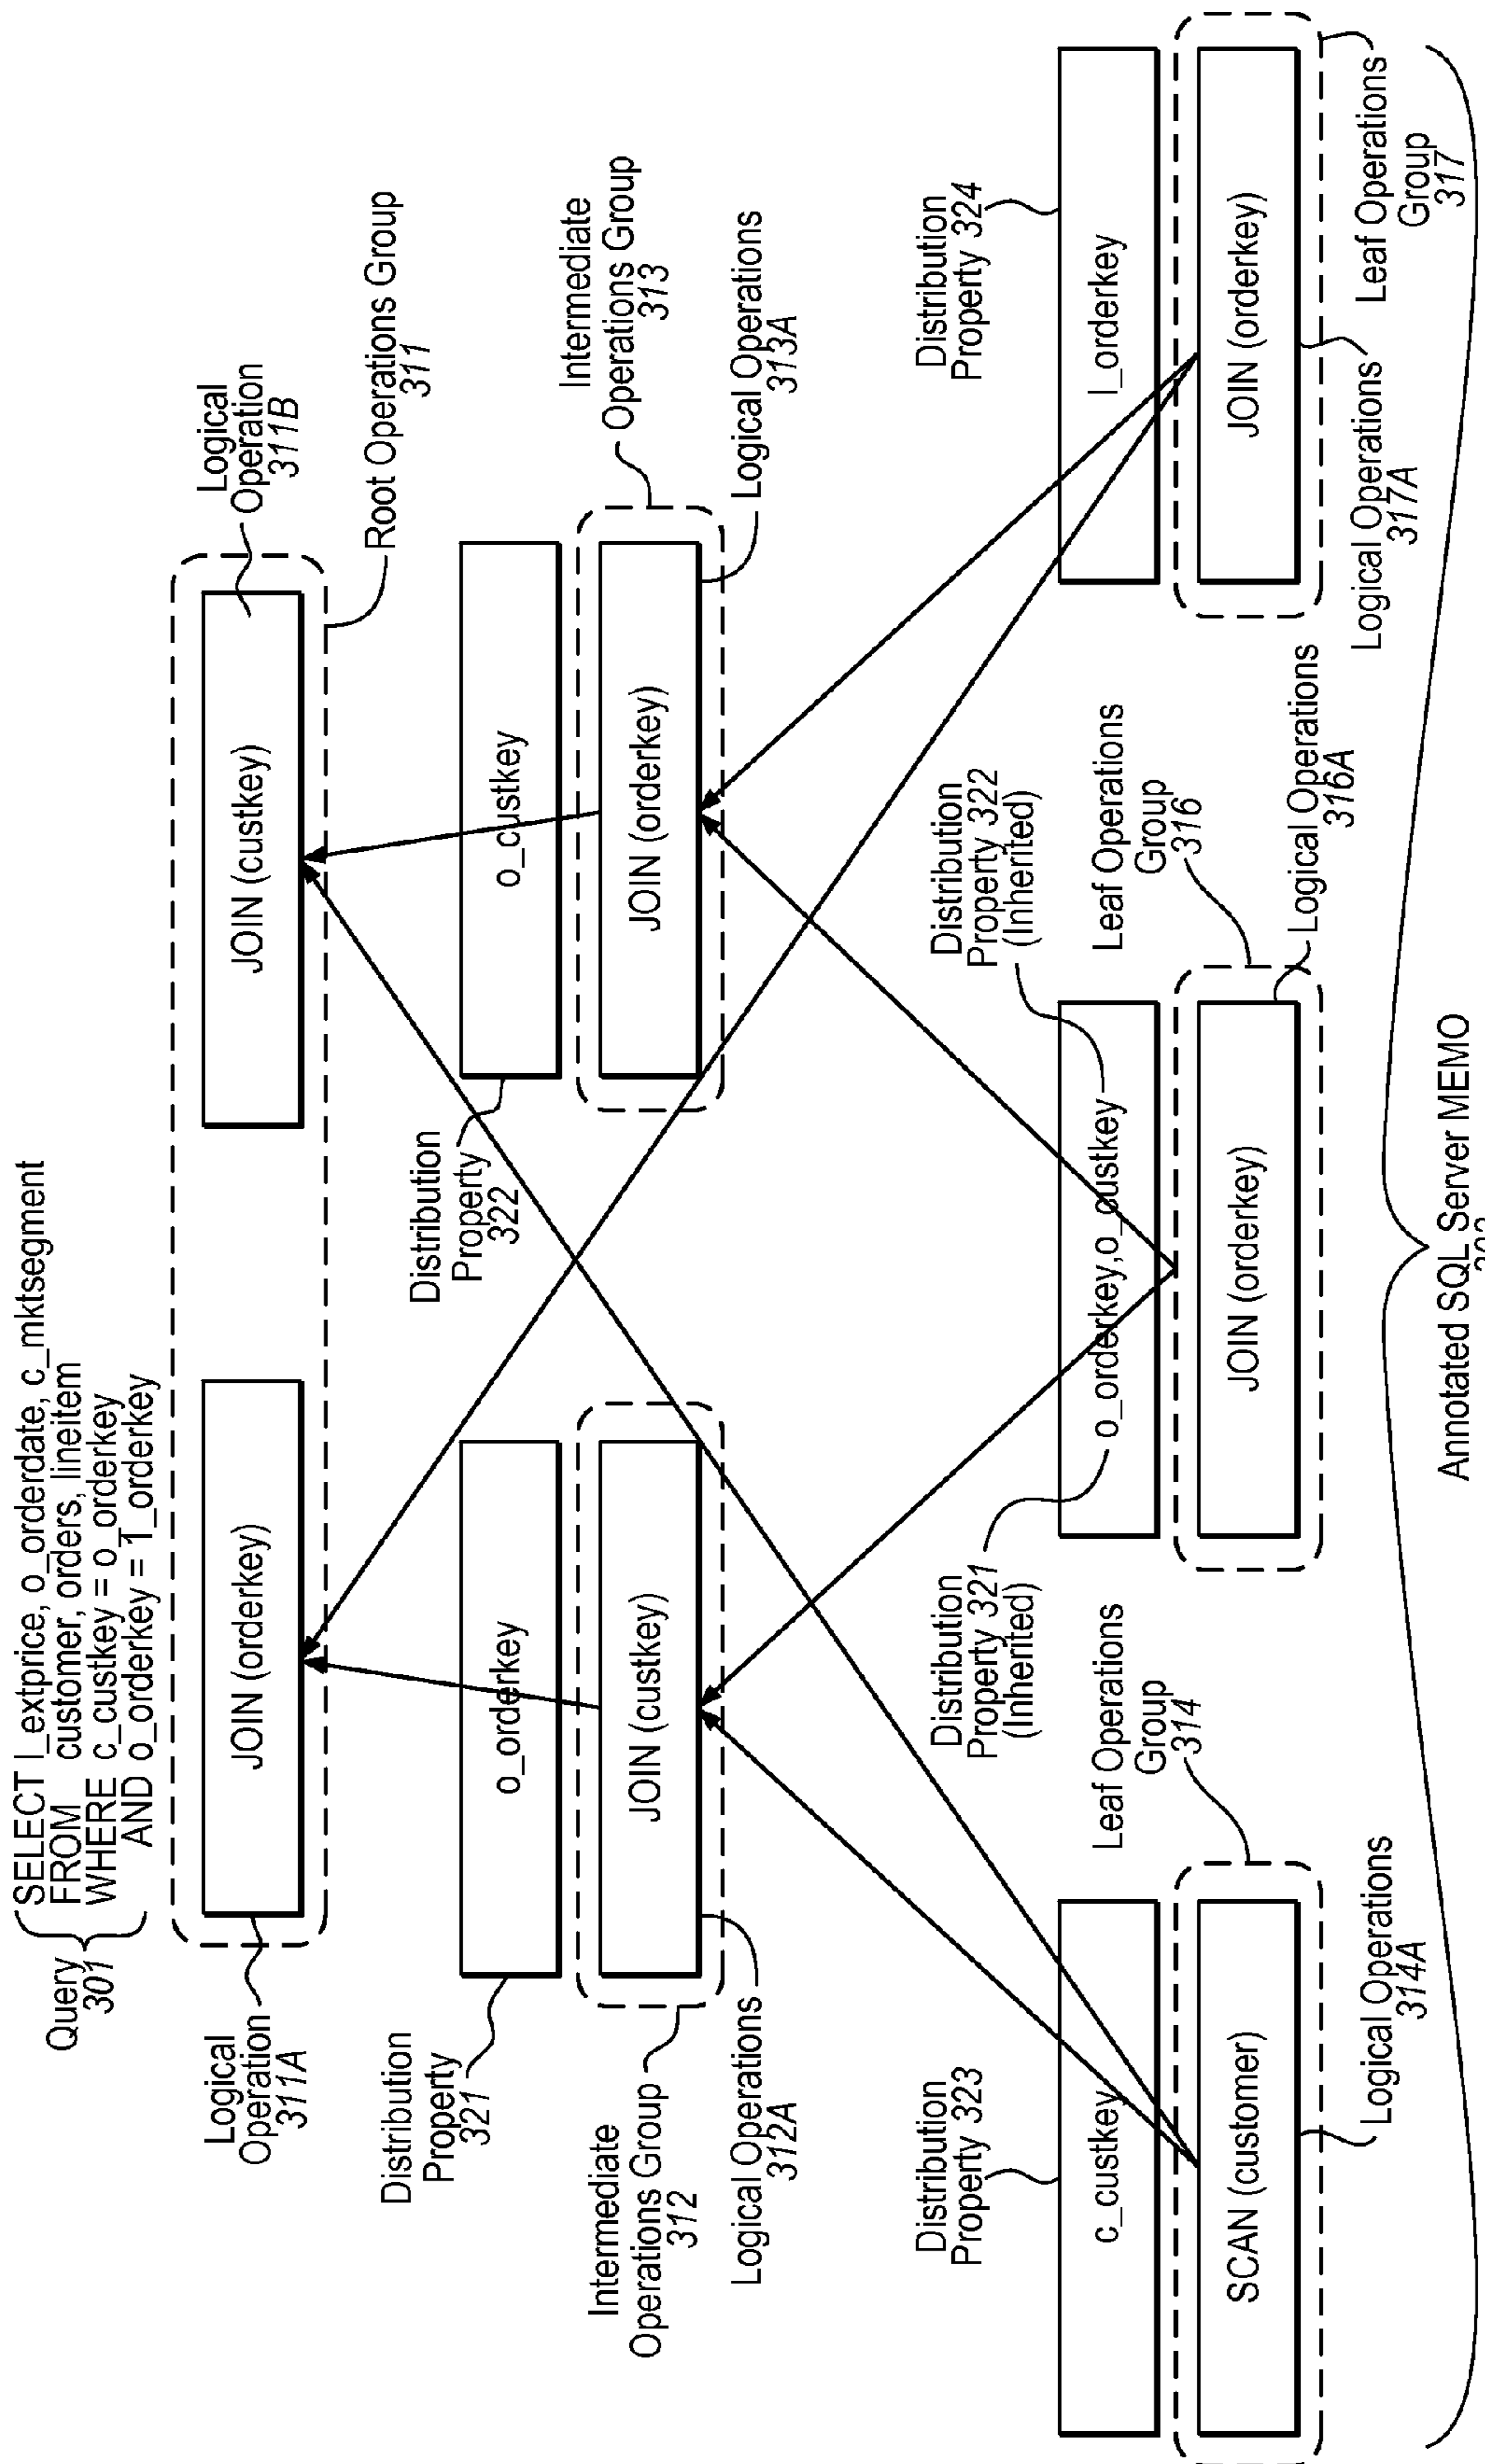 Query
301
SELECT l_extprice, o_orderdate, c_mktsegment
FROM customer, orders, lineitem
WHERE c_custkey = o_orderkey
AND o_orderkey = 1_orderkey
Logical
Operation
311A
JOIN (orderkey)
JOIN (custkey)
Logical
Operation
311B
Root Operations Group
311
Distribution
Property
321
o_orderkey
Distribution
Property
322
o_custkey
Intermediate
Operations Group
312
JOIN (custkey)
Logical Operations
312A
JOIN (orderkey)
Intermediate
Operations Group
313
Logical Operations
313A
Distribution
Property 323
c_custkey
SCAN (customer)
Leaf Operations
Group
314
Logical Operations
314A
Distribution
Property 321
(Inherited)
Distribution
Property 322
(Inherited)
o_orderkey,o_custkey
JOIN (orderkey)
Leaf Operations
Group
316
Logical Operations
316A
Distribution
Property 324
l_orderkey
JOIN (orderkey)
Logical Operations
317A
Leaf Operations
Group
317
Annotated SQL Server MEMO